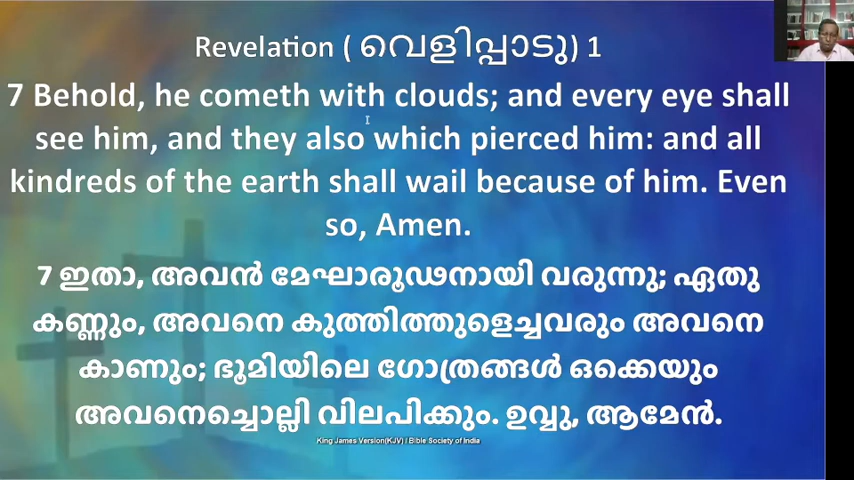 Revelation ( വെളിപ്പാടു) 1
7 Behold, he cometh with clouds; and every eye shall
see him, and they also which pierced him: and all
kindreds of the earth shall wail because of him. Even
so, Amen.
7 ഇതാ, അവൻ മേഘാരൂഢനായി വരുന്നു; ഏതു
കണ്ണും, അവനെ കുത്തിത്തുളെച്ചവരും അവനെ
കാണും; ഭൂമിയിലെ ഗോത്രങ്ങൾ ഒക്കെയും
അവനെച്ചൊല്ലി വിലപിക്കും. ഉവ്വു, ആമേൻ.
King James Version(KJV) / Bible Society of India